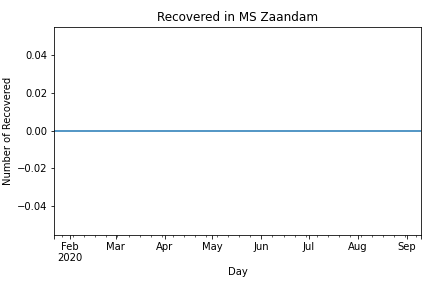 Recovered in MS Zaandam
Number of Recovered
0.04
0.02
0.00
−0.02
−0.04
Feb Mar Apr May Jun Jul Aug Sep
2020
Day